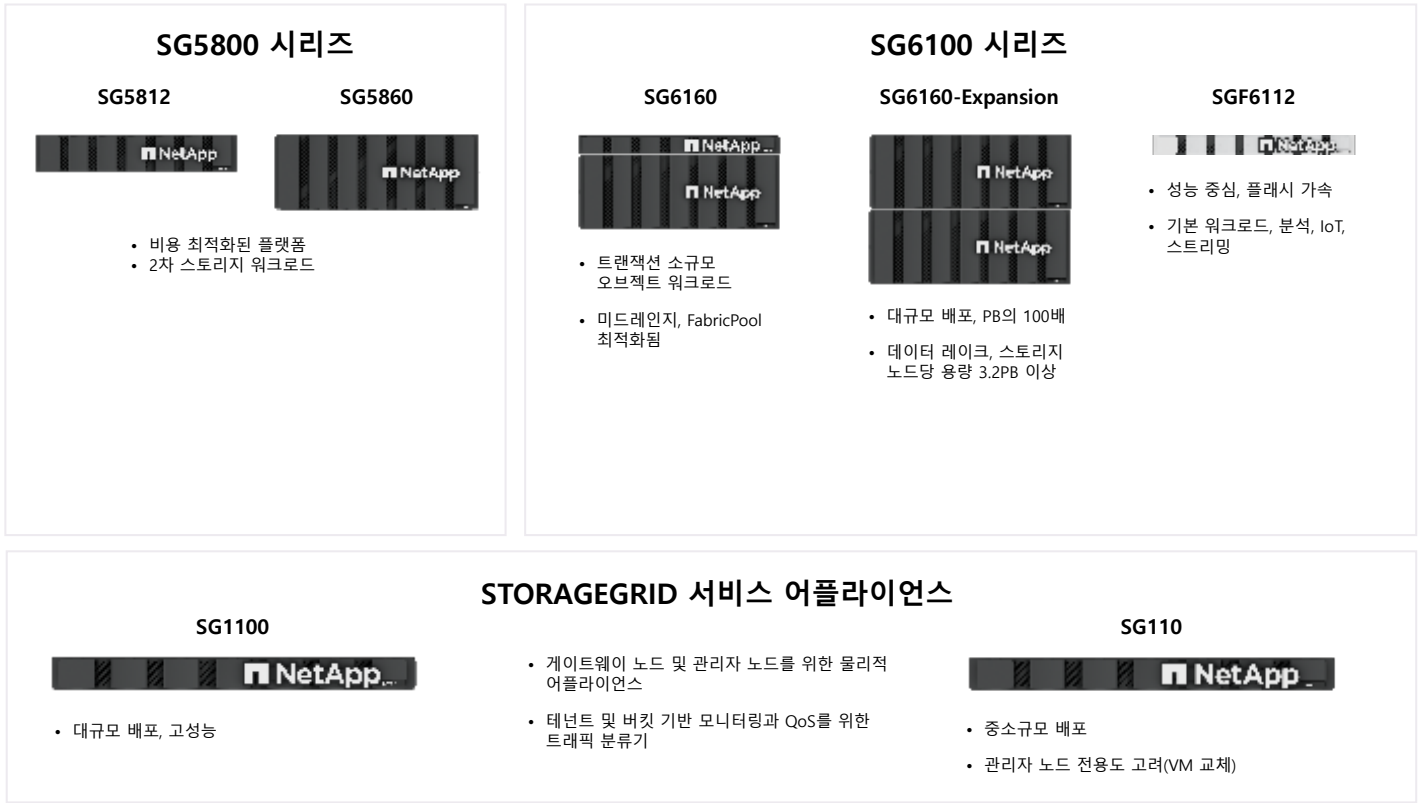 SG5800 시리즈
SG5812
SG5860
NetApp
NetApp
• 비용 최적화된 플랫폼
• 2차 스토리지 워크로드
SG6100 시리즈
SG6160
SG6160-Expansion
SGF6112
NetApp
NetApp
NetApp
NetApp
NetApp
• 트랜잭션 소규모
오브젝트 워크로드
• 미드레인지, FabricPool
최적화됨
• 대규모 배포, PB의 100배
• 데이터 레이크, 스토리지
노드당 용량 3.2PB 이상
• 성능 중심, 플래시 가속
• 기본 워크로드, 분석, IoT,
스트리밍
STORAGEGRID 서비스 어플라이언스
SG1100
NetApp
• 대규모 배포, 고성능
• 게이트웨이 노드 및 관리자 노드를 위한 물리적
어플라이언스
• 테넌트 및 버킷 기반 모니터링과 QoS를 위한
트래픽 분류기
SG110
NetApp
• 중소규모 배포
• 관리자 노드 전용도 고려(VM 교체)